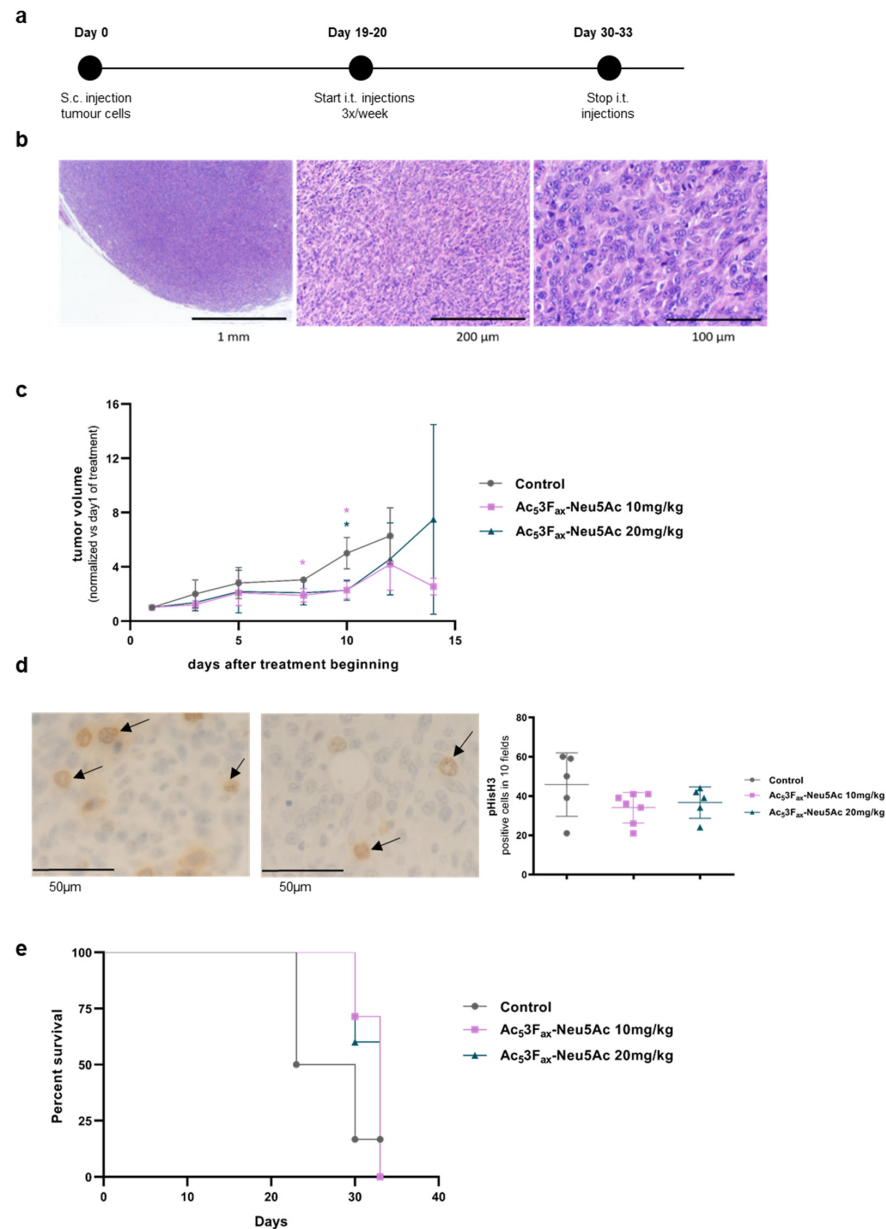 a
Day 0
Day 19-20
Day 30-33
S.c. injection
tumour cells
Start i.t. injections
3x/week
Stop i.t.
injections
b
1 mm
200 µm
100 µm
c
tumor volume
(normalized vs day1 of treatment)
16
12
8
4
0
*
*
*
0
5
10
15
days after treatment beginning
Control
Ac₅3Fₐₓ-Neu5Ac 10mg/kg
Ac₅3Fₐₓ-Neu5Ac 20mg/kg
d
50µm
50µm
pHisH3
positive cells in 10 fields
80
60
40
20
0
Control
Ac₅3Fₐₓ-Neu5Ac 10mg/kg
Ac₅3Fₐₓ-Neu5Ac 20mg/kg
e
Percent survival
100
75
50
25
0
0
10
20
30
40
Days
Control
Ac₅3Fₐₓ-Neu5Ac 10mg/kg
Ac₅3Fₐₓ-Neu5Ac 20mg/kg